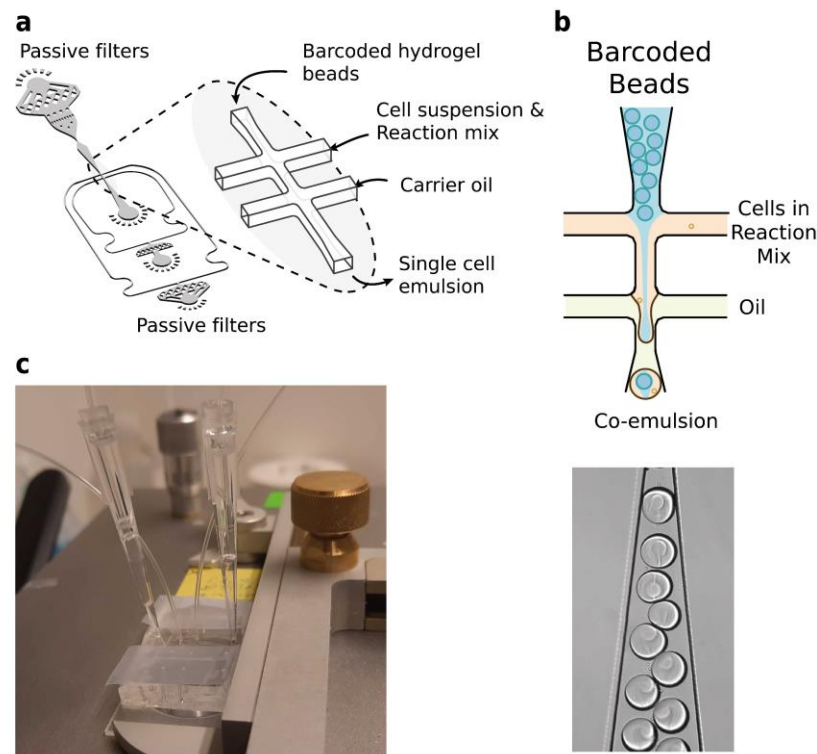 a
Passive filters
Barcoded hydrogel
beads
Cell suspension &
Reaction mix
Carrier oil
Single cell
emulsion
Passive filters
b
Barcoded
Beads
Cells in
Reaction
Mix
Oil
Co-emulsion
c